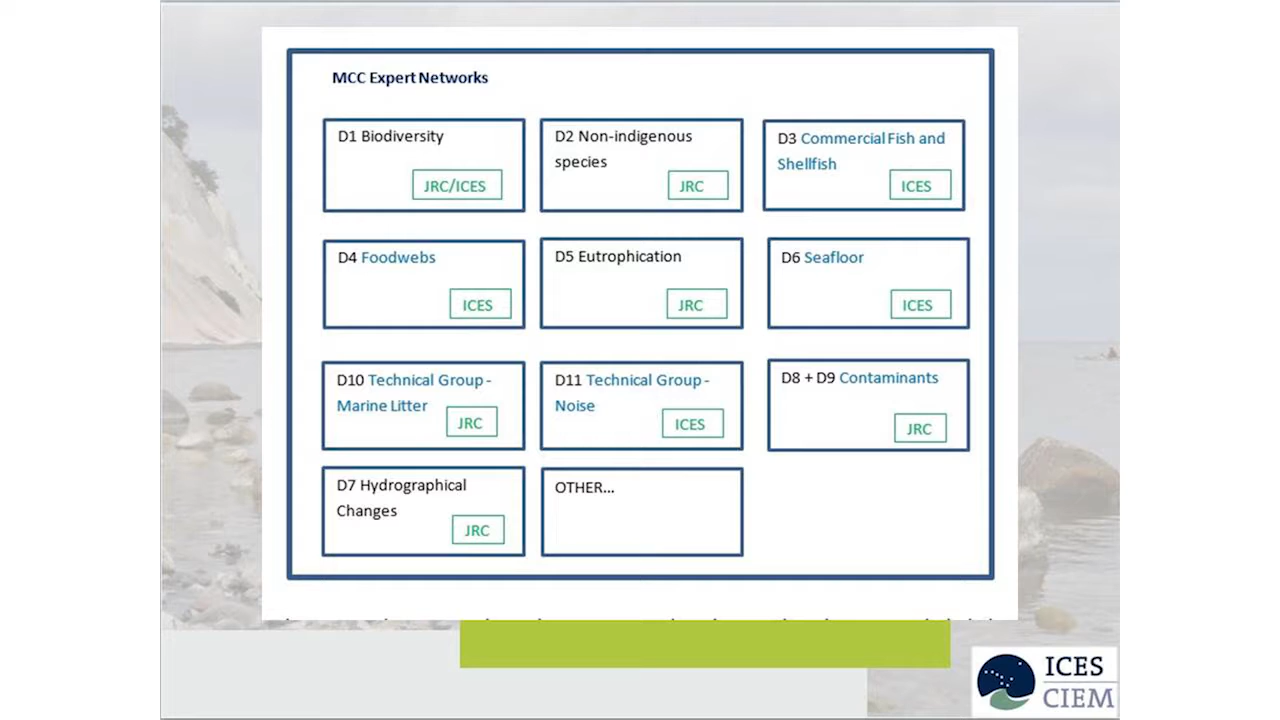 MCC Expert Networks
D1 Biodiversity
JRC/ICES
D2 Non-indigenous
species
JRC
D3 Commercial Fish and
Shellfish
ICES
D4 Foodwebs
ICES
D5 Eutrophication
JRC
D6 Seafloor
ICES
D10 Technical Group -
Marine Litter
JRC
D11 Technical Group -
Noise
ICES
D8 + D9 Contaminants
JRC
D7 Hydrographical
Changes
JRC
OTHER...
ICES
CIEM